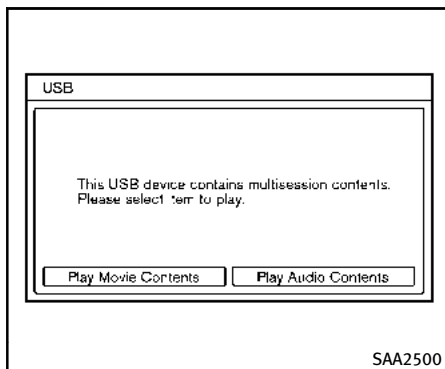 USB
This USB device contains multisession contents.
Please select item to play.
Play Movie Contents
Play Audio Contents
SAA2500